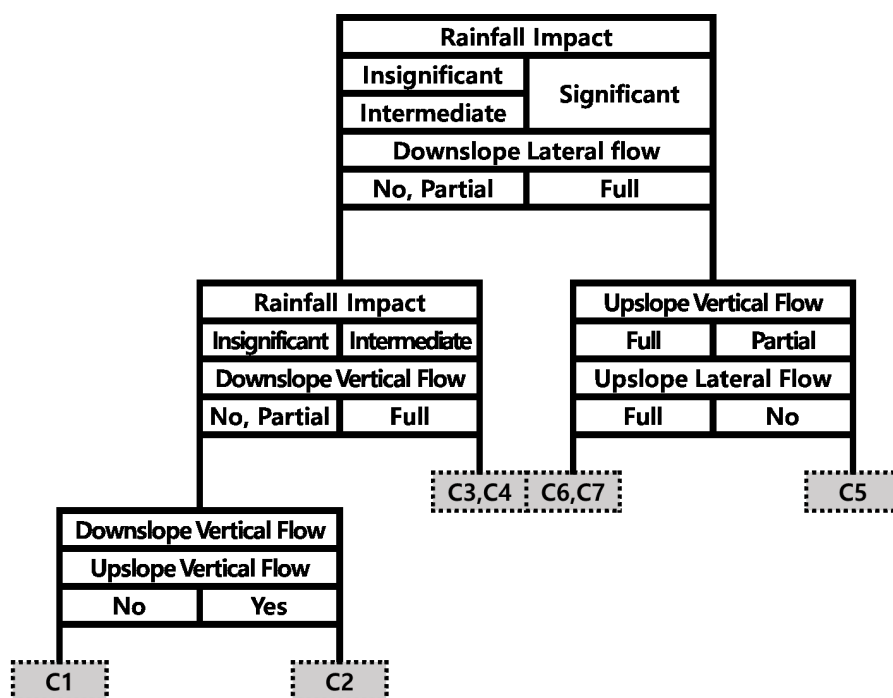 Rainfall Impact
Insignificant
Significant
Intermediate
Downslope Lateral flow
No, Partial Full
Rainfall Impact
Insignificant Intermediate
Downslope Vertical Flow
No, Partial Full
Upslope Vertical Flow
Full Partial
Upslope Lateral Flow
Full No
C3,C4 C6,C7 C5
Downslope Vertical Flow
Upslope Vertical Flow
No Yes
C1 C2